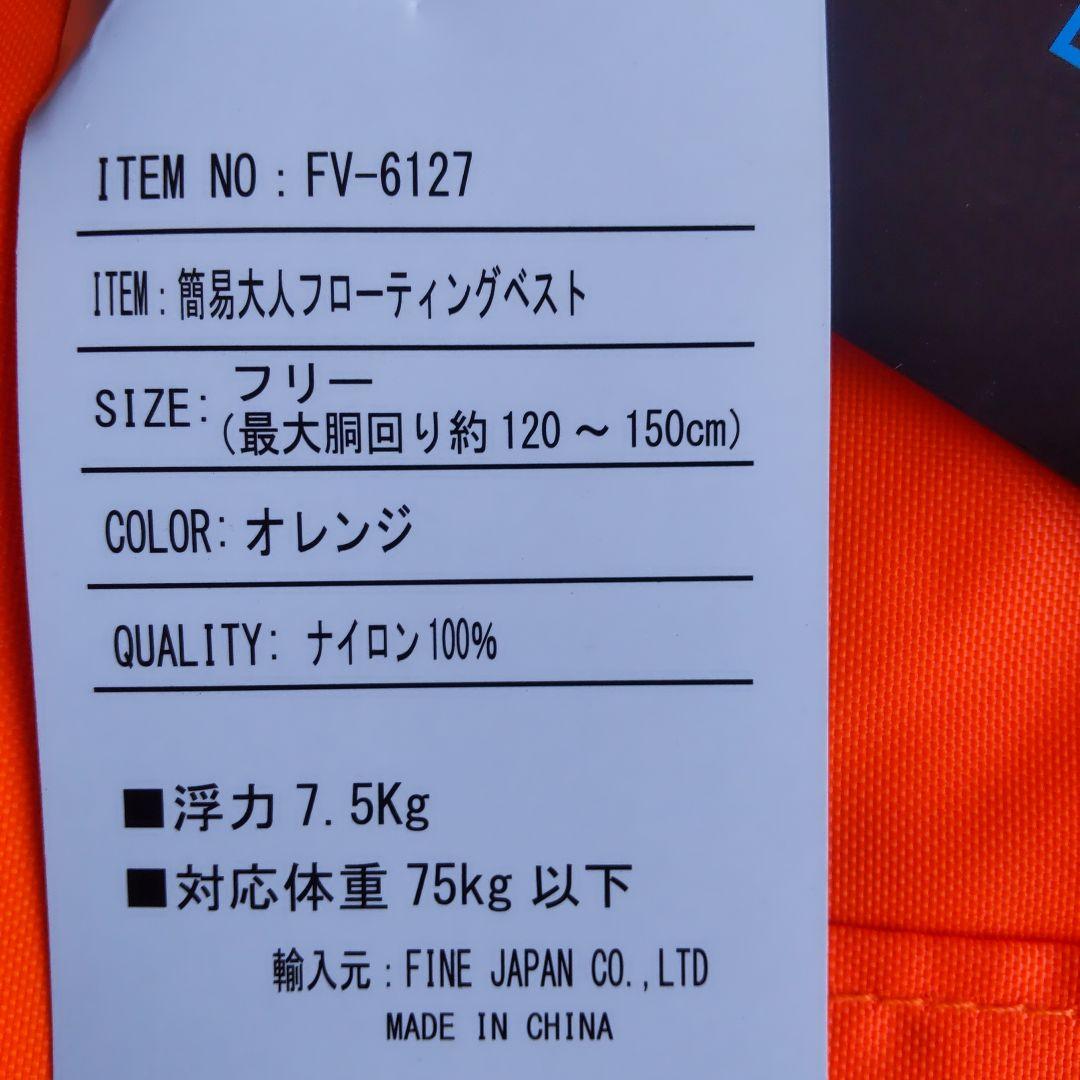 ITEM NO : FV-6127
ITEM : 簡易大人フローティングベスト
SIZE: フリー
(最大胴回り約 120 ～ 150cm)
COLOR: オレンジ
QUALITY: ナイロン100%
■浮力 7.5Kg
■対応体重 75kg 以下
輸入元 : FINE JAPAN CO.,LTD
MADE IN CHINA